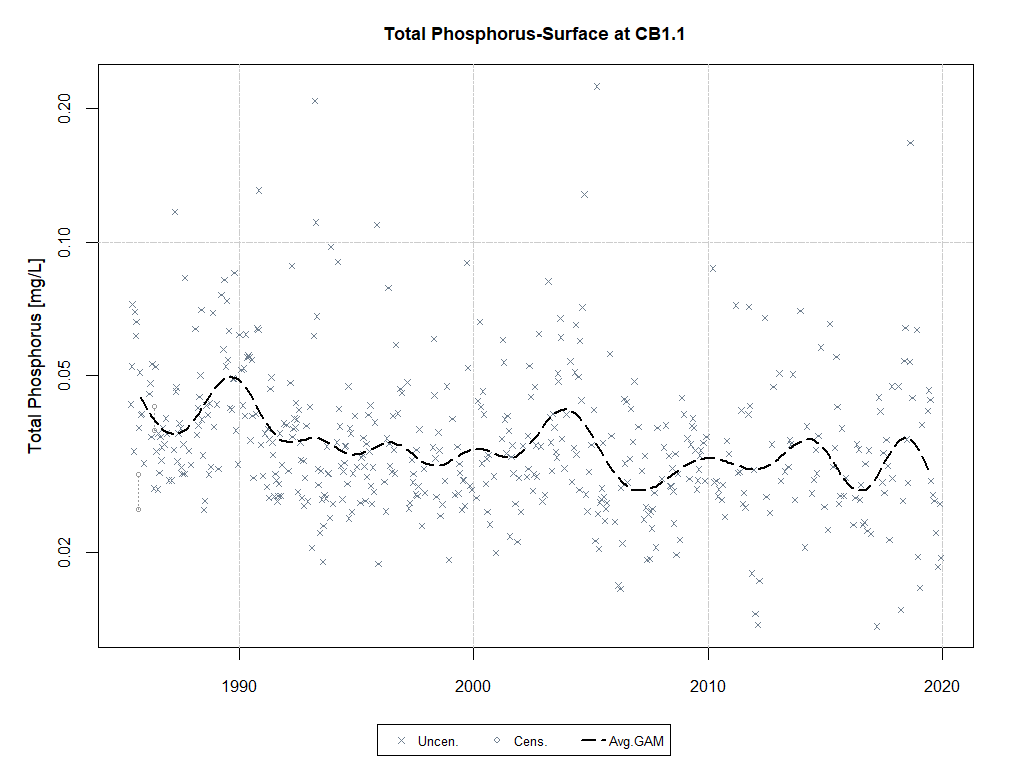 Total Phosphorus-Surface at CB1.1
Total Phosphorus [mg/L]
0.20
0.10
0.05
0.02
1990
2000
2010
2020
Uncen.
Cens.
Avg.GAM